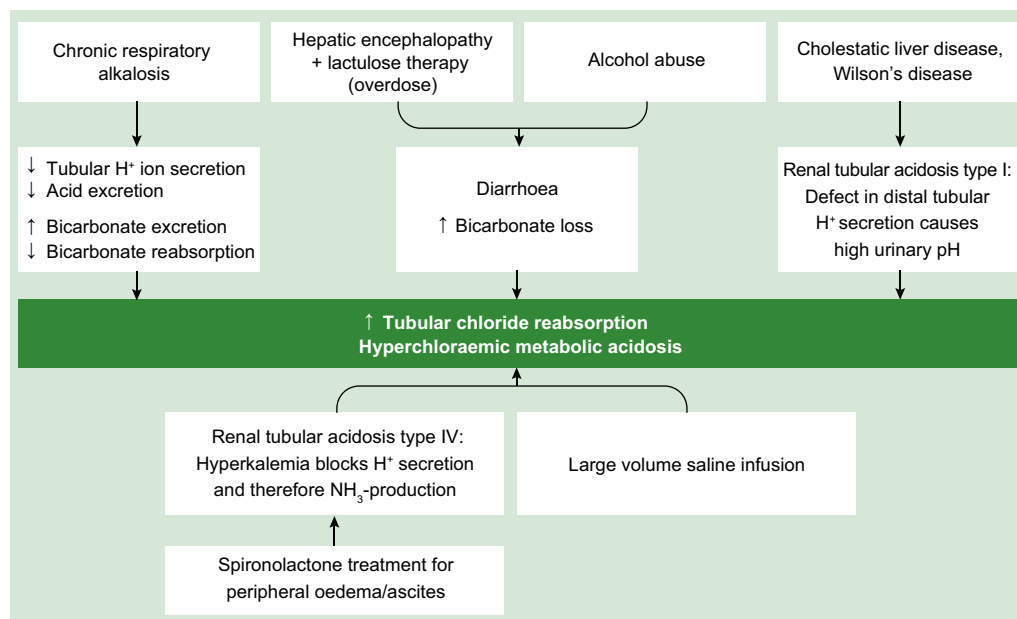 Chronic respiratory
alkalosis
Hepatic encephalopathy
+ lactulose therapy
(overdose)
Alcohol abuse
Cholestatic liver disease,
Wilson's disease
↓ Tubular H⁺ ion secretion
↓ Acid excretion
↑ Bicarbonate excretion
↓ Bicarbonate reabsorption
Diarrhoea
↑ Bicarbonate loss
Renal tubular acidosis type I:
Defect in distal tubular
H⁺ secretion causes
high urinary pH
↑ Tubular chloride reabsorption
Hyperchloraemic metabolic acidosis
Renal tubular acidosis type IV:
Hyperkalemia blocks H⁺ secretion
and therefore NH₃-production
Large volume saline infusion
Spironolactone treatment for
peripheral oedema/ascites